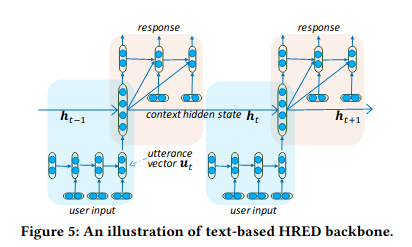 response
response
h_{t−1}
context hidden state
h_t
h_{t+1}
utterance
vector u_t
user input
user input
Figure 5: An illustration of text-based HRED backbone.